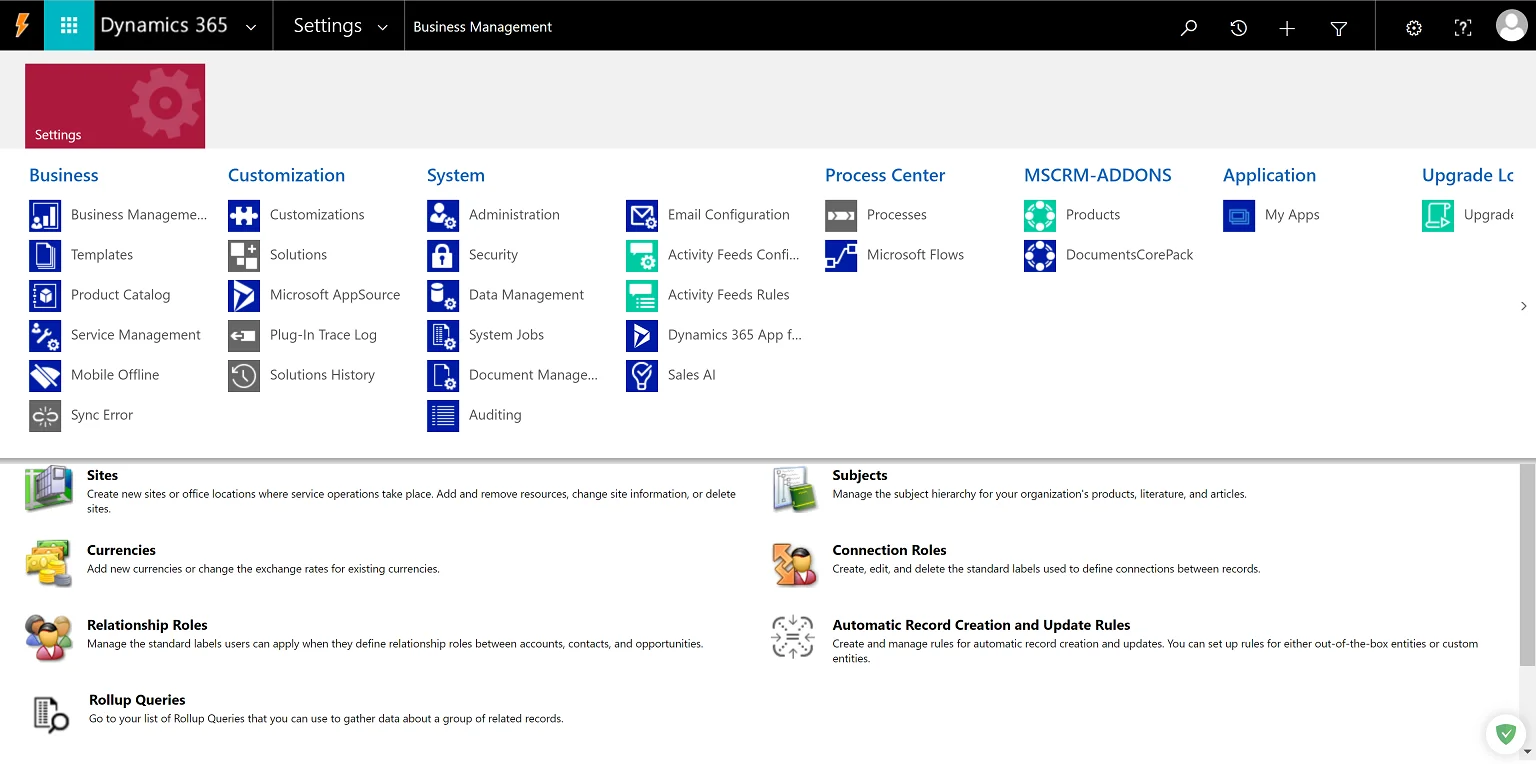 Dynamics 365
Settings
Business Management
Settings
Business
Business Manageme...
Templates
Product Catalog
Service Management
Mobile Offline
Sync Error
Customization
Customizations
Solutions
Microsoft AppSource
Plug-In Trace Log
Solutions History
System
Administration
Security
Data Management
System Jobs
Document Manage...
Auditing
Email Configuration
Activity Feeds Confi...
Activity Feeds Rules
Dynamics 365 App f...
Sales AI
Process Center
Processes
Microsoft Flows
MSCRM-ADDONS
Products
DocumentsCorePack
Application
My Apps
Upgrade Lo
Upgrade
Sites
Create new sites or office locations where service operations take place. Add and remove resources, change site information, or delete
sites.
Subjects
Manage the subject hierarchy for your organization's products, literature, and articles.
Currencies
Add new currencies or change the exchange rates for existing currencies.
Connection Roles
Create, edit, and delete the standard labels used to define connections between records.
Relationship Roles
Manage the standard labels users can apply when they define relationship roles between accounts, contacts, and opportunities.
Automatic Record Creation and Update Rules
Create and manage rules for automatic record creation and updates. You can set up rules for either out-of-the-box entities or custom
entities.
Rollup Queries
Go to your list of Rollup Queries that you can use to gather data about a group of related records.